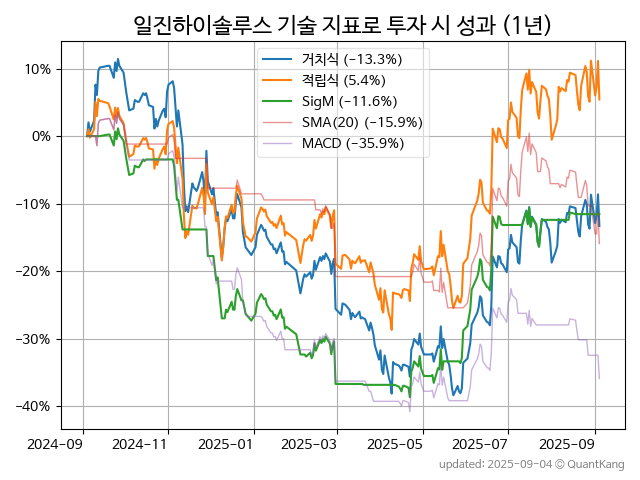 일진하이솔루스 기술 지표로 투자 시 성과 (1년)
거치식 (−13.3%)
적립식 (5.4%)
SigM (−11.6%)
SMA(20) (−15.9%)
MACD (−35.9%)
10%
0%
−10%
−20%
−30%
−40%
2024-09 2024-11 2025-01 2025-03 2025-05 2025-07 2025-09
updated: 2025-09-04 © QuantKang